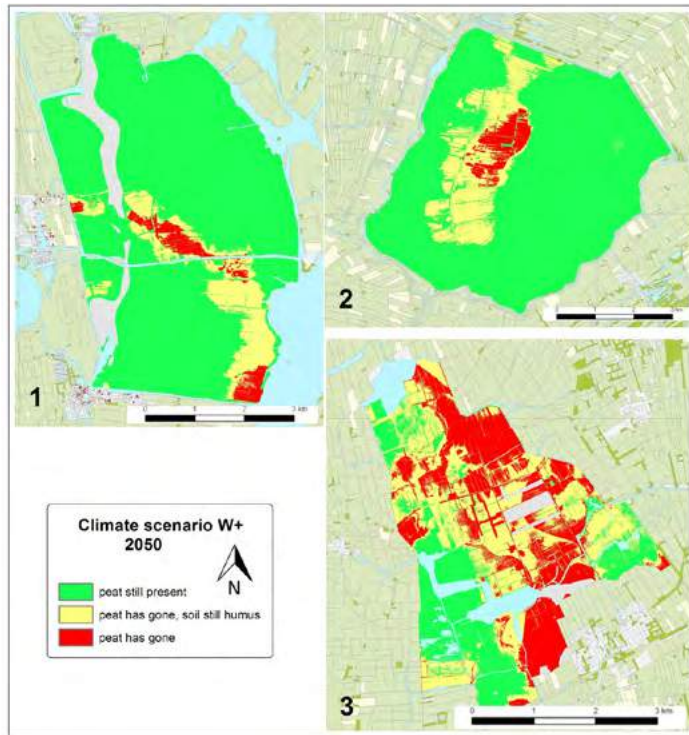 1
0 1 2 3 km
2
3
0 1 2 3 km
Climate scenario W+
2050
N
peat still present
peat has gone, soil still humus
peat has gone